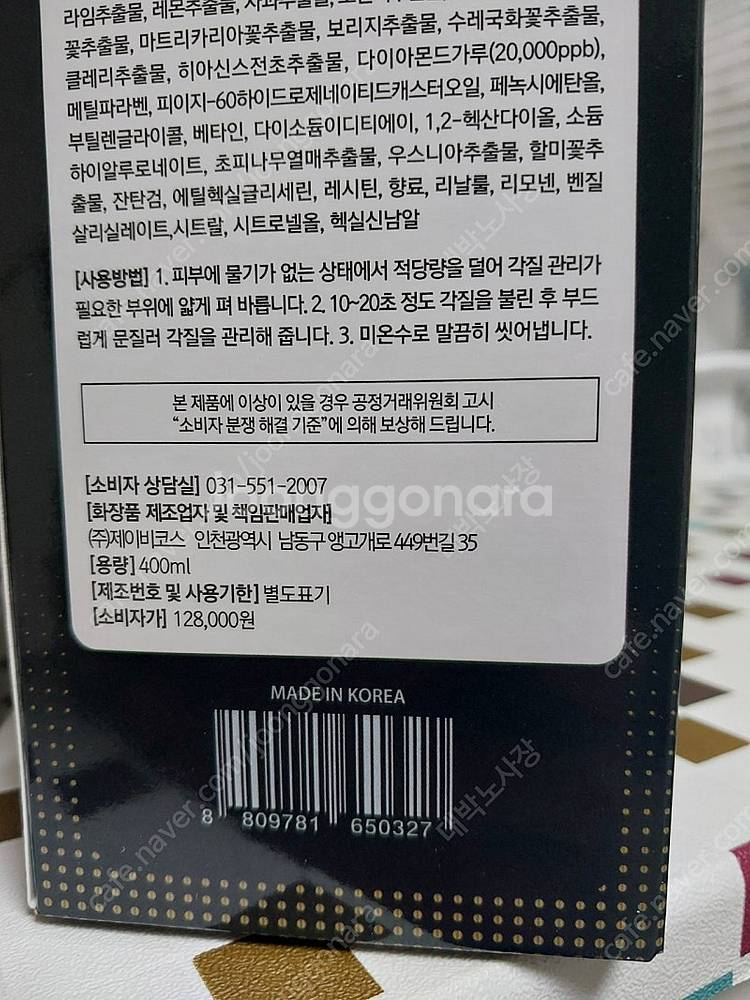 라임추출물, 레몬추출물, 사과추출물,
꽃추출물, 마트리카리아꽃추출물, 보리지추출물, 수레국화꽃추출물,
클레리추출물, 히아신스전초추출물, 다이아몬드가루(20,000ppb),
메틸파라벤, 피이지-60하이드로제네이티드캐스터오일, 페녹시에탄올,
부틸렌글라이콜, 베타인, 다이소듐이디티에이, 1,2-헥산다이올, 소듐
하이알루로네이트, 초피나무열매추출물, 우스니아추출물, 할미꽃추
출물, 잔탄검, 에틸헥실글리세린, 레시틴, 향료, 리날룰, 리모넨, 벤질
살리실레이트,시트랄, 시트로넬올, 헥실신남알
[사용방법] 1. 피부에 물기가 없는 상태에서 적당량을 덜어 각질 관리가
필요한 부위에 얇게 펴 바릅니다. 2. 10~20초 정도 각질을 불린 후 부드
럽게 문질러 각질을 관리해 줍니다. 3. 미온수로 말끔히 씻어냅니다.
본 제품에 이상이 있을 경우 공정거래위원회 고시
“소비자 분쟁 해결 기준”에 의해 보상해 드립니다.
[소비자 상담실] 031-551-2007
[화장품 제조업자 및 책임판매업자]
㈜제이비코스 인천광역시 남동구 앵고개로 449번길 35
[용량] 400ml
[제조번호 및 사용기한] 별도표기
[소비자가] 128,000원
MADE IN KOREA
8 809781 650327
joonggonara
cafe.naver.com/joonggonara
대박노사장